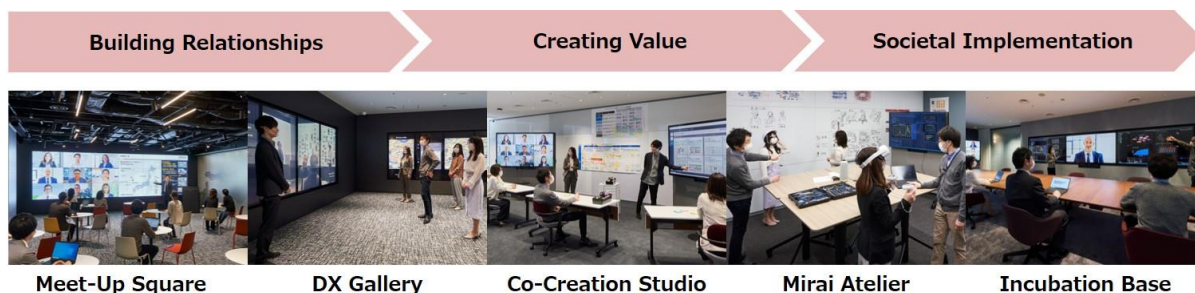 Building Relationships
Creating Value
Societal Implementation
Meet-Up Square
DX Gallery
Co-Creation Studio
Mirai Atelier
Incubation Base